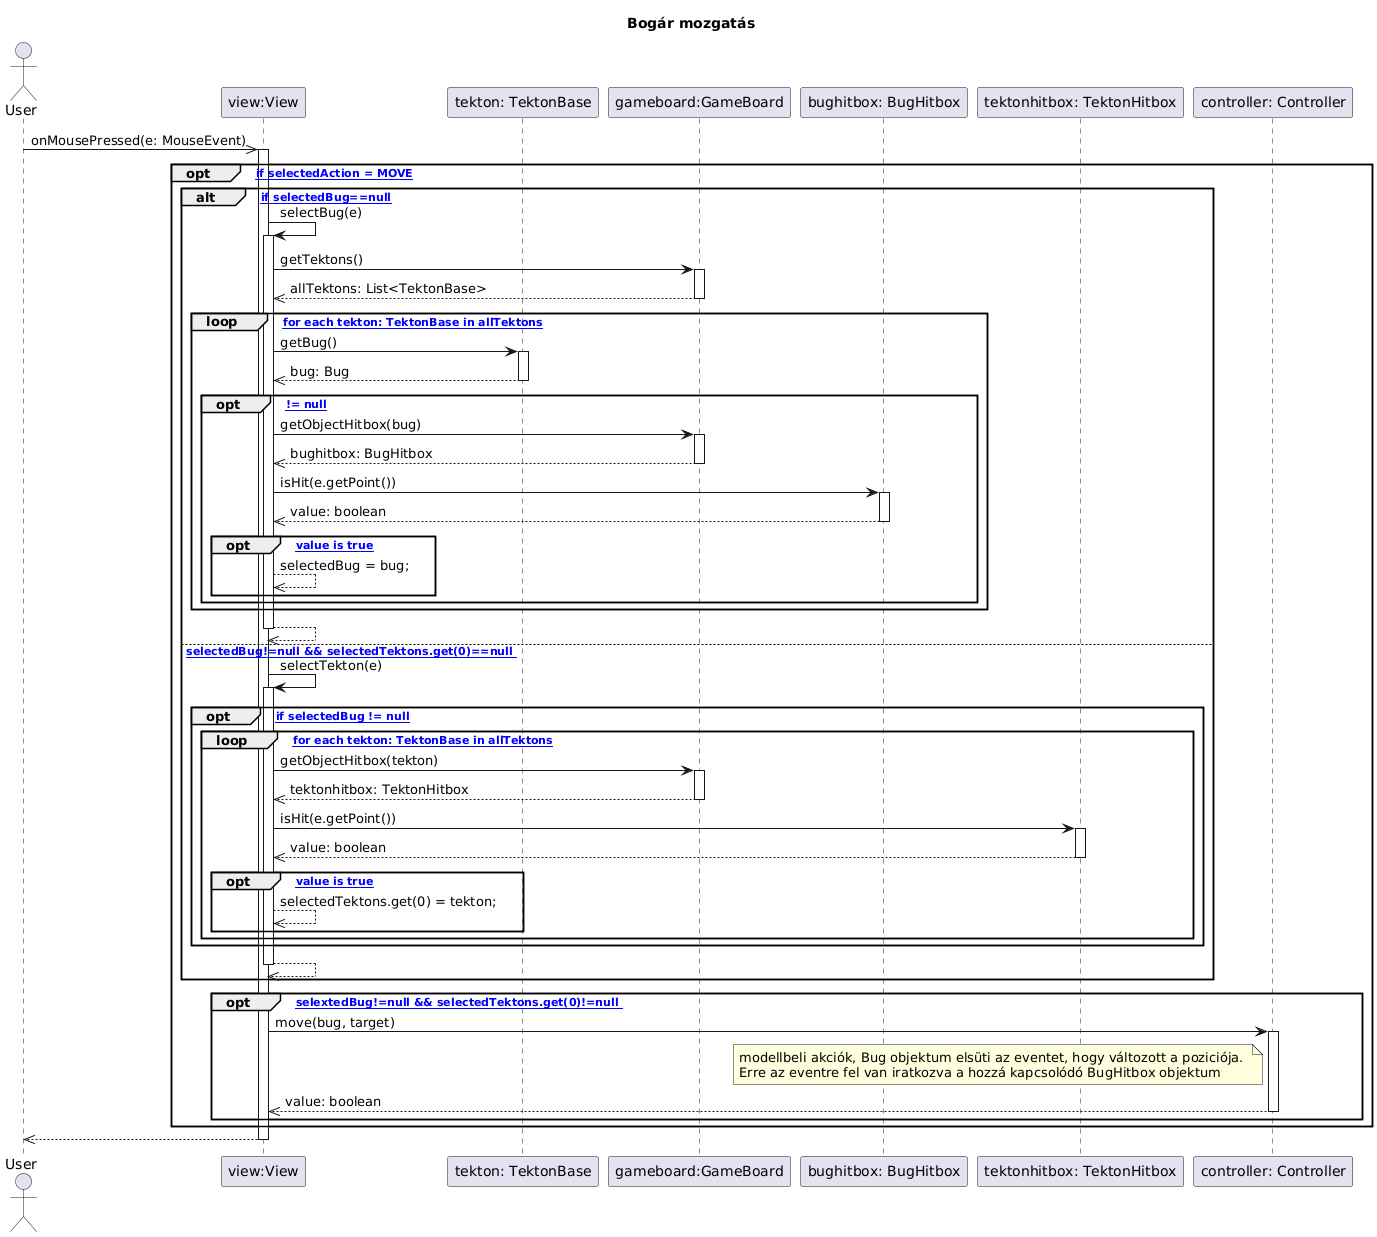 Bogár mozgatás
User
view:View
tekton: TektonBase
gameboard:GameBoard
bughitbox: BugHitbox
tektonhitbox: TektonHitbox
controller: Controller
onMousePressed(e: MouseEvent)
opt
if selectedAction = MOVE
alt
if selectedBug==null
selectBug(e)
getTektons()
allTektons: List<TektonBase>
loop
for each tekton: TektonBase in allTektons
getBug()
bug: Bug
opt
!= null
getObjectHitbox(bug)
bughitbox: BugHitbox
isHit(e.getPoint())
value: boolean
opt
value is true
selectedBug = bug;
selectedBug!=null && selectedTektons.get(0)==null
selectTekton(e)
opt
if selectedBug != null
loop
for each tekton: TektonBase in allTektons
getObjectHitbox(tekton)
tektonhitbox: TektonHitbox
isHit(e.getPoint())
value: boolean
opt
value is true
selectedTektons.get(0) = tekton;
opt
selextedBug!=null && selectedTektons.get(0)!=null
move(bug, target)
modellbeli akciók, Bug objektum elsüti az eventet, hogy változott a poziciója.
Erre az eventre fel van iratkozva a hozzá kapcsolódó BugHitbox objektum
value: boolean
User
view:View
tekton: TektonBase
gameboard:GameBoard
bughitbox: BugHitbox
tektonhitbox: TektonHitbox
controller: Controller